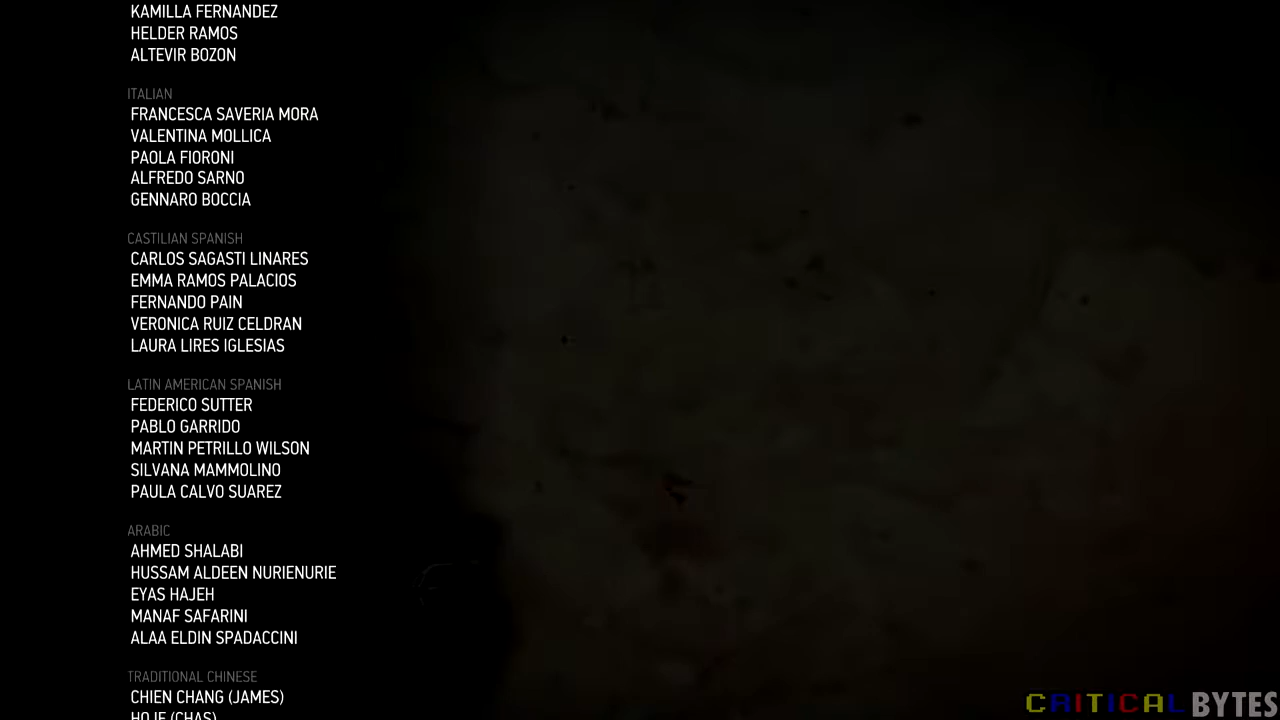 KAMILLA FERNANDEZ
HELDER RAMOS
ALTEVIR BOZON
ITALIAN
FRANCESCA SAVERIA MORA
VALENTINA MOLLICA
PAOLA FIORONI
ALFREDO SARNO
GENNARO BOCCIA
CASTILIAN SPANISH
CARLOS SAGASTI LINARES
EMMA RAMOS PALACIOS
FERNANDO PAIN
VERONICA RUIZ CELDRAN
LAURA LIRES IGLESIAS
LATIN AMERICAN SPANISH
FEDERICO SUTTER
PABLO GARRIDO
MARTIN PETRILLO WILSON
SILVANA MAMMOLINO
PAULA CALVO SUAREZ
ARABIC
AHMED SHALABI
HUSSAM ALDEEN NURIENURIE
EYAS HAJEH
MANAF SAFARINI
ALAA ELDIN SPADACCINI
TRADITIONAL CHINESE
CHIEN CHANG (JAMES)
CRITICAL BYTES